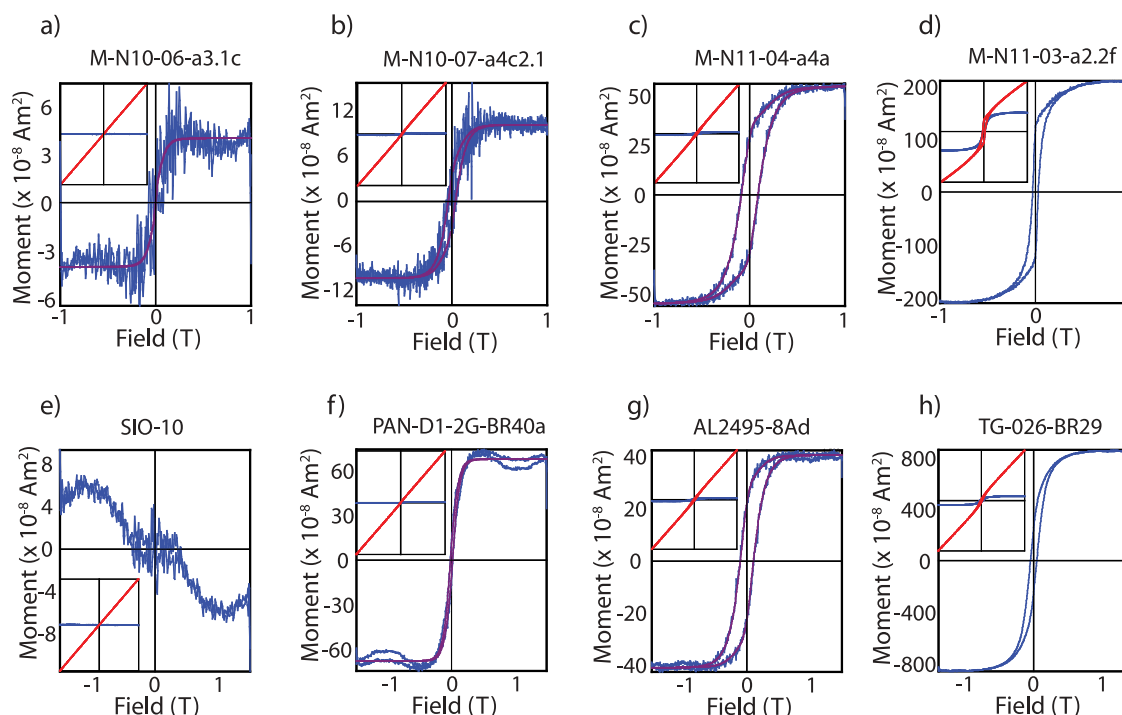 a)
M-N10-06-a3.1c
Moment (x 10-8 Am2)
6
3
0
-3
-6
-1
0
1
Field (T)
b)
M-N10-07-a4c2.1
Moment (x 10-8 Am2)
12
9
6
0
-6
-12
-1
0
1
Field (T)
c)
M-N11-04-a4a
Moment (x 10-8 Am2)
50
25
0
-25
-50
-1
0
1
Field (T)
d)
M-N11-03-a2.2f
Moment (x 10-8 Am2)
200
100
0
-100
-200
-1
0
1
Field (T)
e)
SIO-10
Moment (x 10-8 Am2)
8
4
0
-4
-8
-1
0
1
Field (T)
f)
PAN-D1-2G-BR40a
Moment (x 10-8 Am2)
60
30
0
-30
-60
-1
0
1
Field (T)
g)
AL2495-8Ad
Moment (x 10-8 Am2)
40
20
0
-20
-40
-1
0
1
Field (T)
h)
TG-026-BR29
Moment (x 10-8 Am2)
800
400
0
-400
-800
-1
0
1
Field (T)